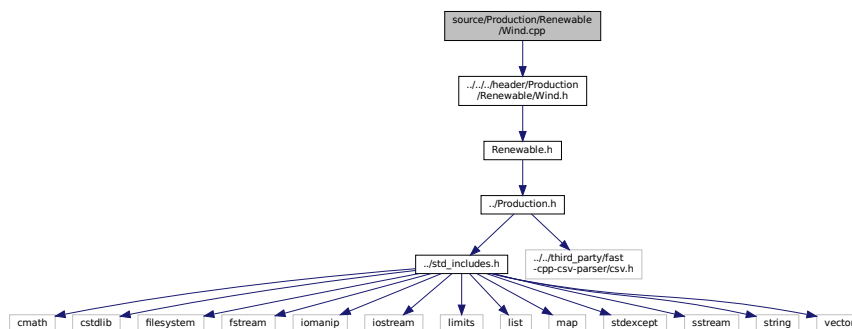 source/Production/Renewable
/Wind.cpp
../../../header/Production
/Renewable/Wind.h
Renewable.h
../Production.h
../std_includes.h
../../third_party/fast
-cpp-csv-parser/csv.h
cmath
cstdlib
filesystem
fstream
iomanip
iostream
limits
list
map
stdexcept
sstream
string
vector